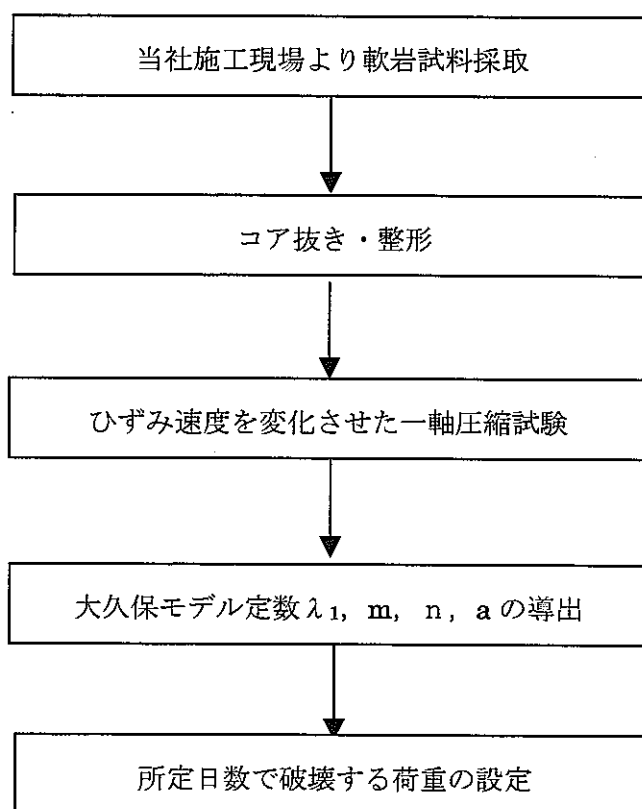 当社施工現場より軟岩試料採取
コア抜き・整形
ひずみ速度を変化させた一軸圧縮試験
大久保モデル定数λ1, m, n, aの導出
所定日数で破壊する荷重の設定